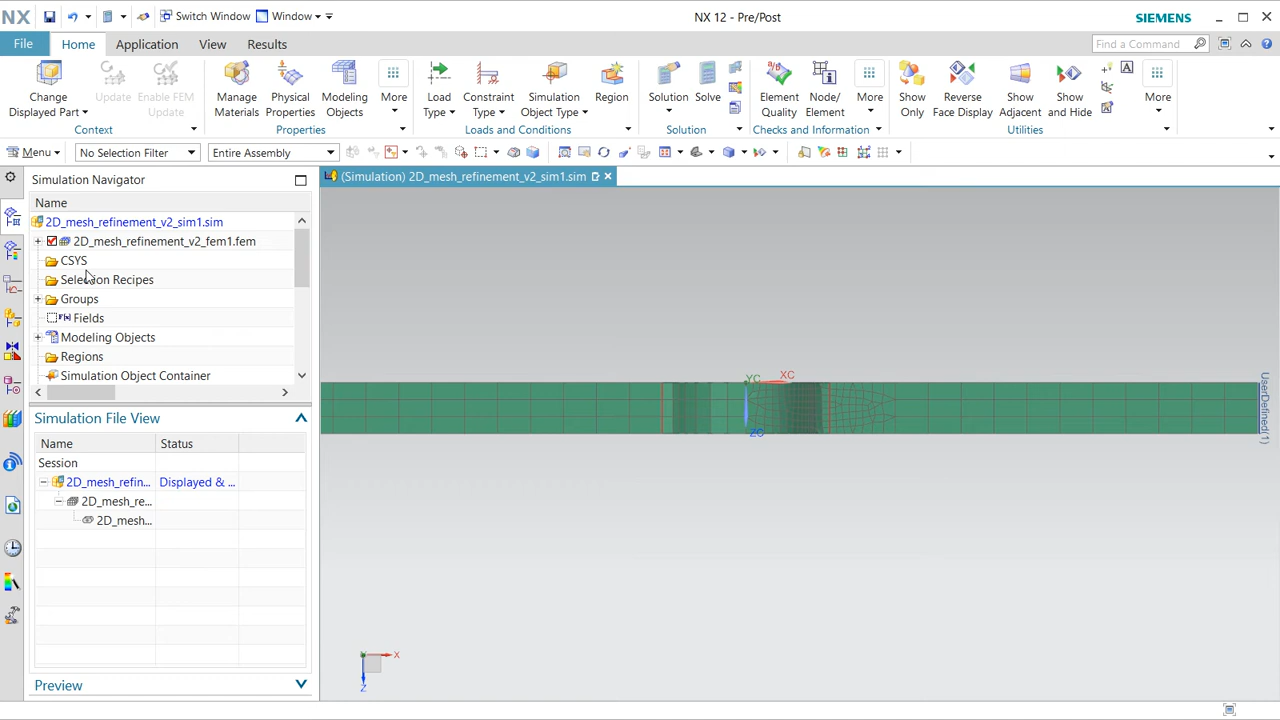 NX Switch Window Window NX 12 - Pre/Post SIEMENS
File Home Application View Results Find a Command
Change Displayed Part Update Enable FEM Update Manage Materials Physical Properties Modeling Objects More Load Type Constraint Type Simulation Object Type Region Solution Solve Element Quality Node/ Element More Show Only Reverse Face Display Show Adjacent Show and Hide More
Context Properties Loads and Conditions Solution Checks and Information Utilities
Menu No Selection Filter Entire Assembly
Simulation Navigator (Simulation) 2D_mesh_refinement_v2_sim1.sim
Name
2D_mesh_refinement_v2_sim1.sim
2D_mesh_refinement_v2_fem1.fem
CSYS
Selection Recipes
Groups
Fields
Modeling Objects
Regions
Simulation Object Container
YC XC
ZC
UserDefined(1)
Simulation File View
Name Status
Session
2D_mesh_refin... Displayed & ...
2D_mesh_re...
2D_mesh...
X
Z
Preview